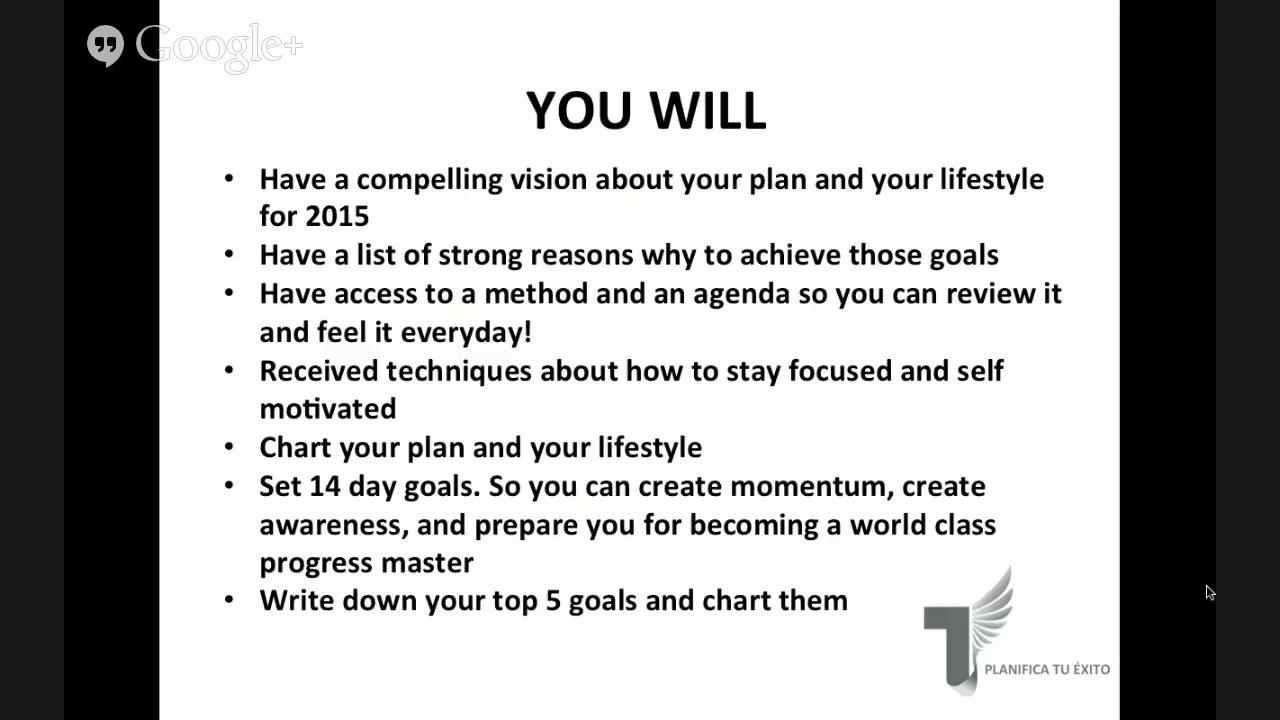 Google+
YOU WILL
• Have a compelling vision about your plan and your lifestyle
for 2015
• Have a list of strong reasons why to achieve those goals
• Have access to a method and an agenda so you can review it
and feel it everyday!
• Received techniques about how to stay focused and self
motivated
• Chart your plan and your lifestyle
• Set 14 day goals. So you can create momentum, create
awareness, and prepare you for becoming a world class
progress master
• Write down your top 5 goals and chart them
PLANIFICA TU ÉXITO